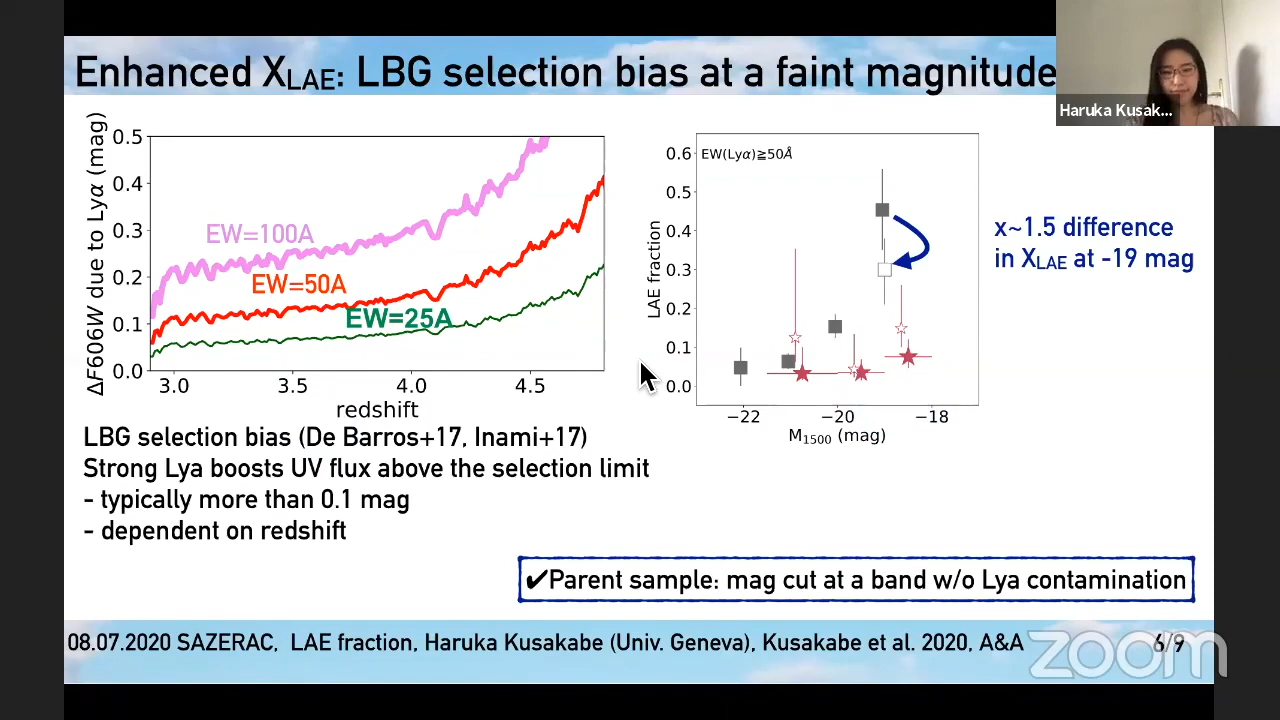 Enhanced XLAE: LBG selection bias at a faint magnitude
Haruka Kusak...
ΔF606W due to Lyα (mag)
0.5
0.4
0.3
0.2
0.1
0.0
EW=100A
EW=50A
EW=25A
3.0 3.5 4.0 4.5
redshift
LAE fraction
0.6
0.5
0.4
0.3
0.2
0.1
0.0
EW(Lyα)≧50Å
−22 −20 −18
M1500 (mag)
x~1.5 difference
in XLAE at -19 mag
LBG selection bias (De Barros+17, Inami+17)
Strong Lya boosts UV flux above the selection limit
- typically more than 0.1 mag
- dependent on redshift
✔Parent sample: mag cut at a band w/o Lya contamination
08.07.2020 SAZERAC, LAE fraction, Haruka Kusakabe (Univ. Geneva), Kusakabe et al. 2020, A&A
6/9
zoom